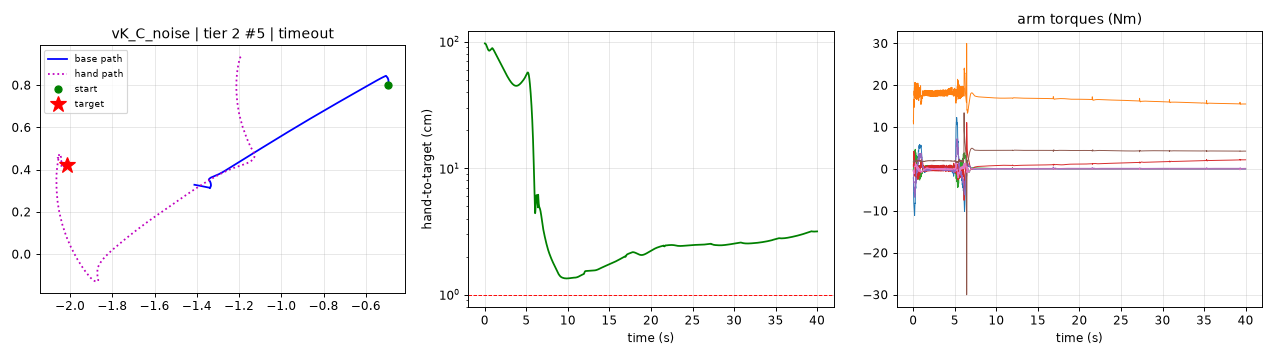 vK_C_noise | tier 2 #5 | timeout
base path
hand path
start
target
0.8
0.6
0.4
0.2
0.0
−2.0 −1.8 −1.6 −1.4 −1.2 −1.0 −0.8 −0.6
hand-to-target (cm)
10²
10¹
10⁰
0 5 10 15 20 25 30 35 40
time (s)
arm torques (Nm)
30
20
10
0
−10
−20
−30
0 5 10 15 20 25 30 35 40
time (s)